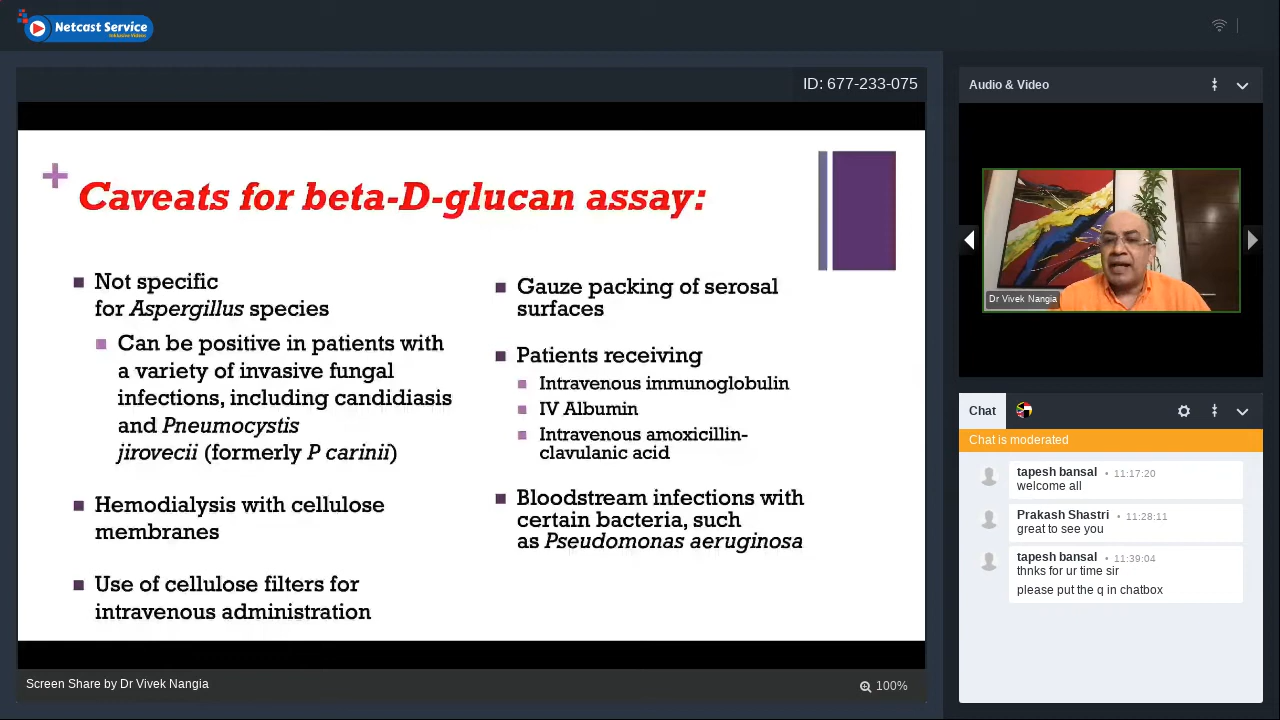 Netcast Service
ID: 677-233-075
Caveats for beta-D-glucan assay:
Not specific
for Aspergillus species
Can be positive in patients with
a variety of invasive fungal
infections, including candidiasis
and Pneumocystis
jirovecii (formerly P carinii)
Hemodialysis with cellulose
membranes
Use of cellulose filters for
intravenous administration
Gauze packing of serosal
surfaces
Patients receiving
Intravenous immunoglobulin
IV Albumin
Intravenous amoxicillin-
clavulanic acid
Bloodstream infections with
certain bacteria, such
as Pseudomonas aeruginosa
Screen Share by Dr Vivek Nangia
100%
Audio & Video
Dr Vivek Nangia
Chat
Chat is moderated
tapesh bansal • 11:17:20
welcome all
Prakash Shastri • 11:28:11
great to see you
tapesh bansal • 11:39:04
thnks for ur time sir
please put the q in chatbox